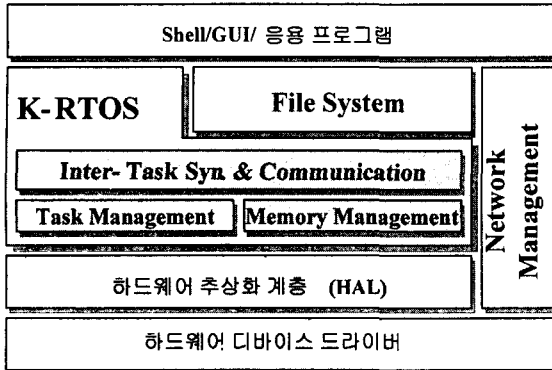 Shell/GUI/ 응용 프로그램
K-RTOS
File System
Inter- Task Syn. & Communication
Task Management
Memory Management
Network
Management
하드웨어 추상화 계층 (HAL)
하드웨어 디바이스 드라이버